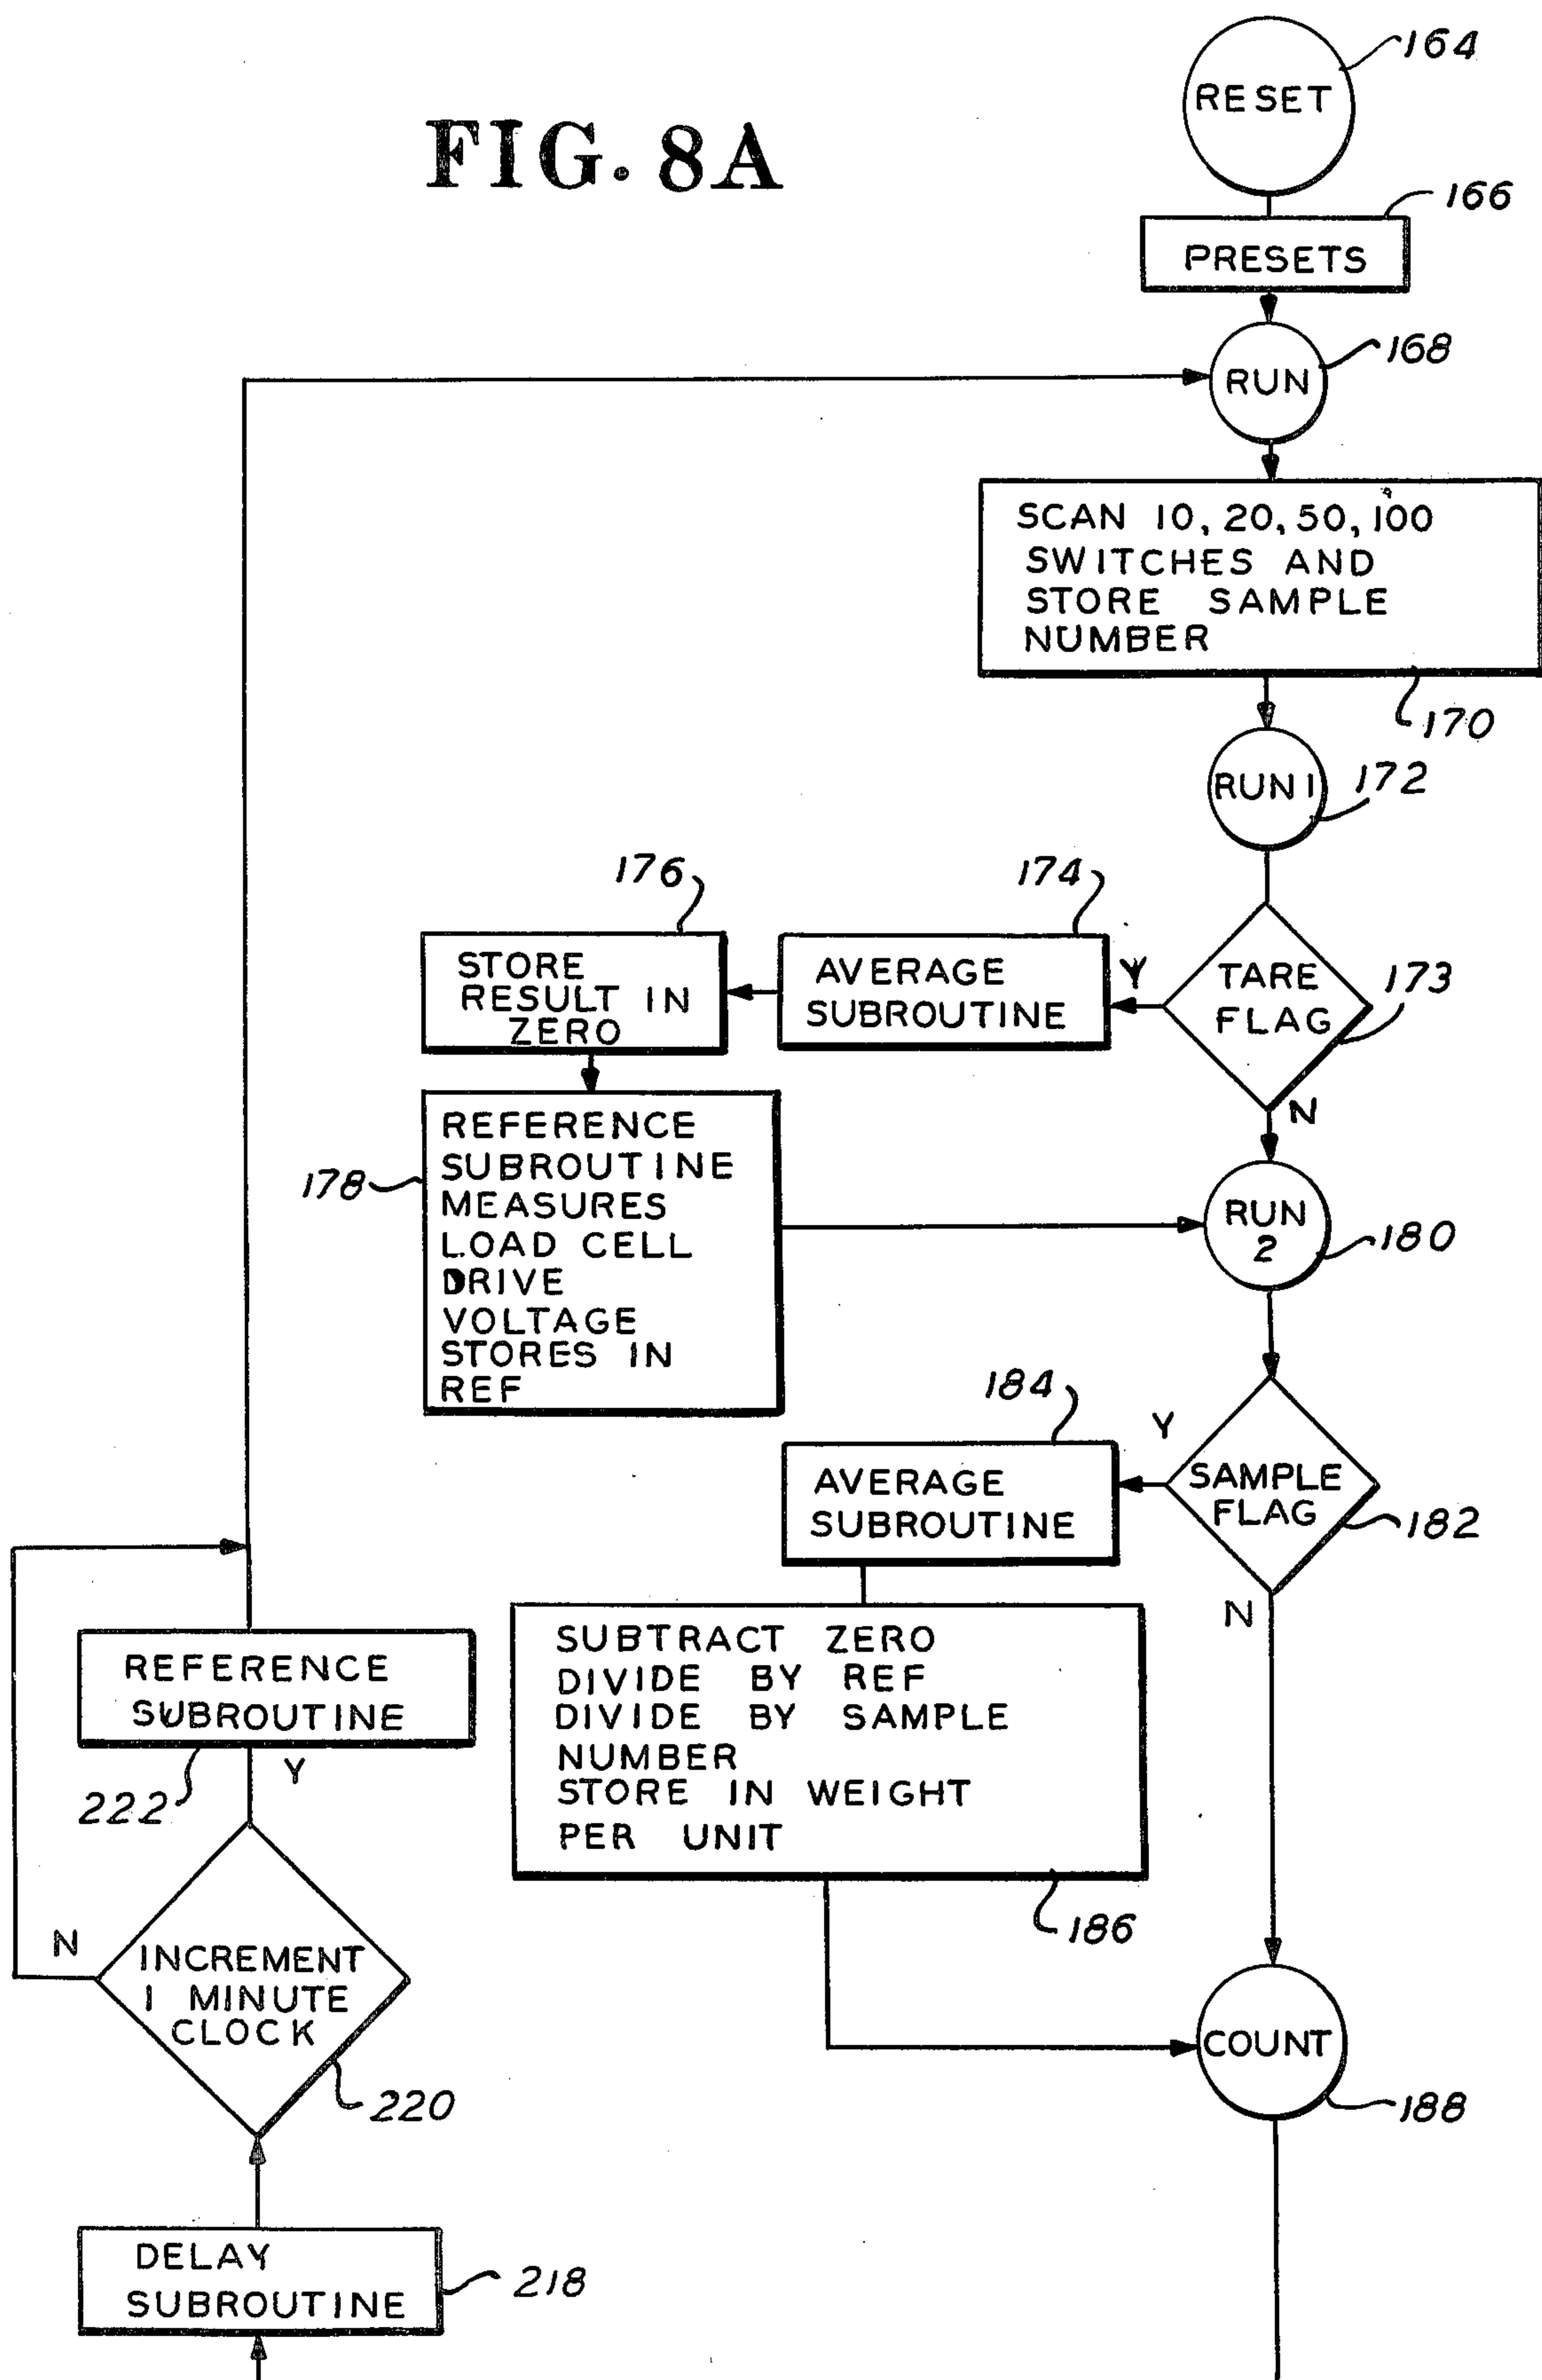 FIG. 8A
RESET
164
PRESETS
166
RUN
168
SCAN 10, 20, 50, 100
SWITCHES AND
STORE SAMPLE
NUMBER
170
RUN 1
172
TARE
FLAG
173
Y
N
174
AVERAGE
SUBROUTINE
176
STORE
RESULT IN
ZERO
178
REFERENCE
SUBROUTINE
MEASURES
LOAD CELL
DRIVE
VOLTAGE
STORES IN
REF
RUN
2
180
SAMPLE
FLAG
182
Y
N
184
AVERAGE
SUBROUTINE
SUBTRACT ZERO
DIVIDE BY REF
DIVIDE BY SAMPLE
NUMBER
STORE IN WEIGHT
PER UNIT
186
COUNT
188
REFERENCE
SUBROUTINE
222
Y
N
INCREMENT
1 MINUTE
CLOCK
220
DELAY
SUBROUTINE
218